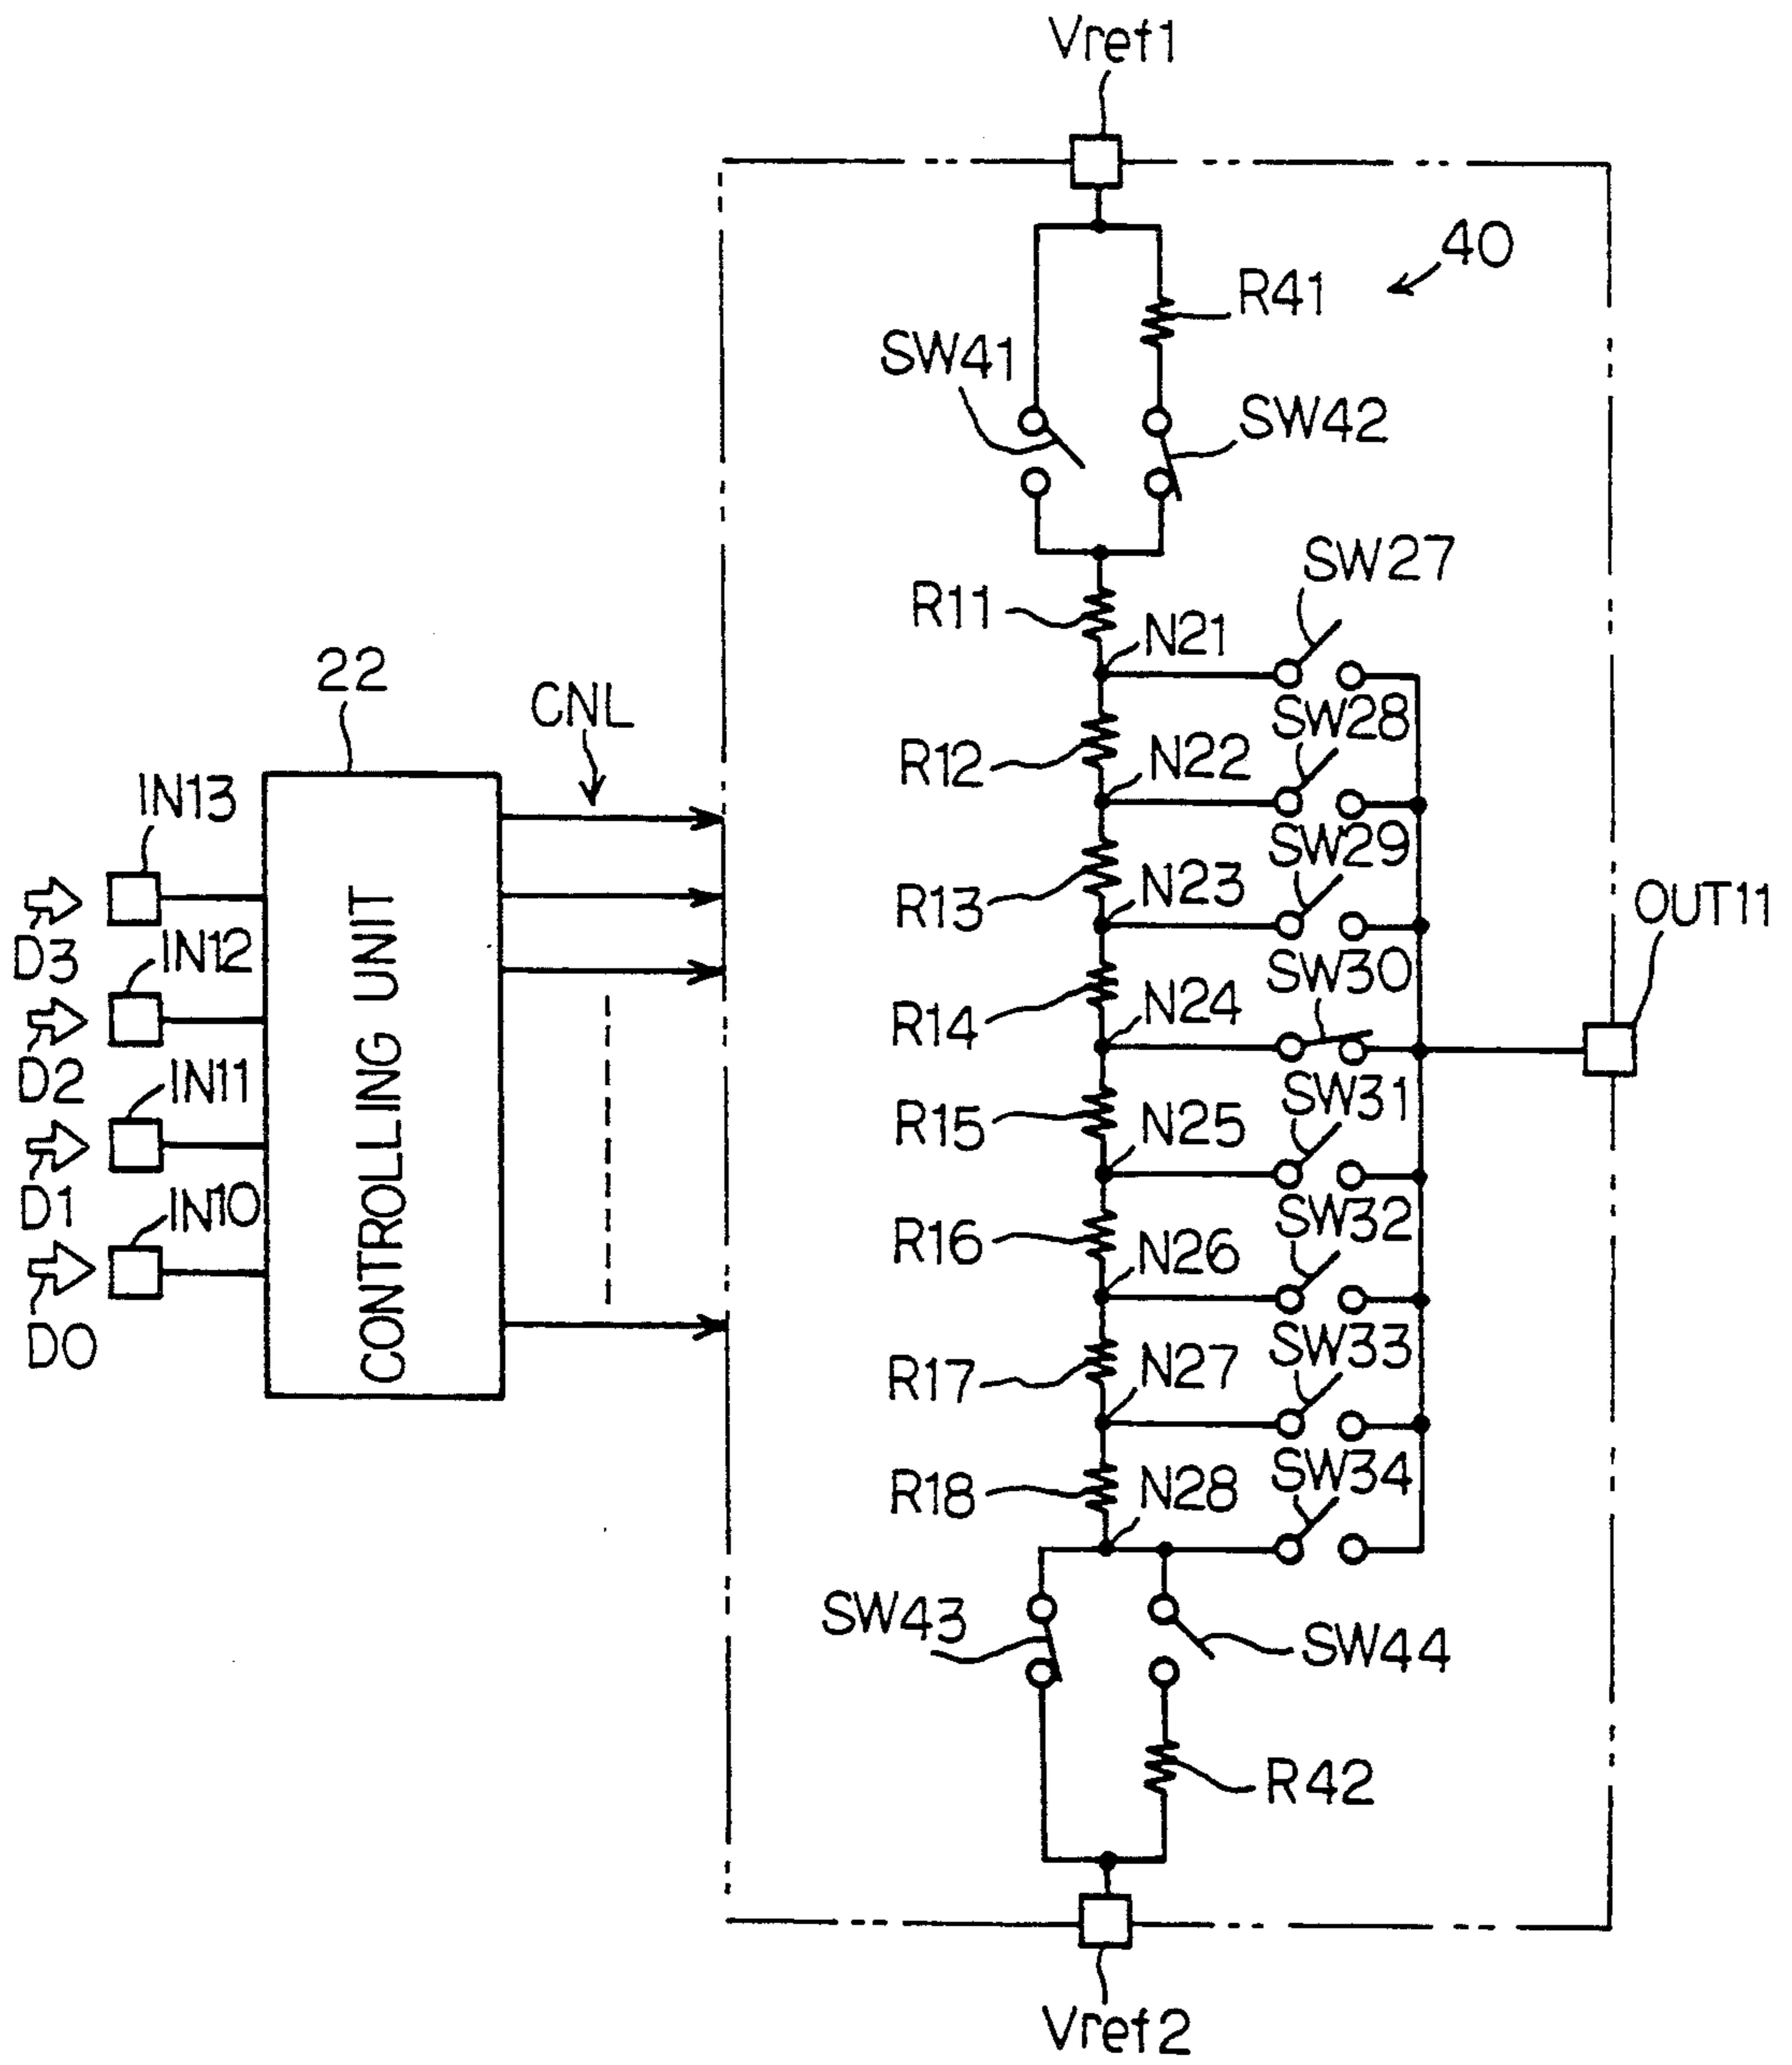 Vref1
40
R41
SW41
SW42
SW27
R11
N21
22
CNL
SW28
R12
N22
IN13
SW29
R13
N23
OUT11
D3
IN12
SW30
R14
N24
D2
IN11
SW31
R15
N25
D1
IN10
SW32
R16
N26
D0
CONTROLLING UNIT
SW33
R17
N27
SW34
R18
N28
SW43
SW44
R42
Vref2